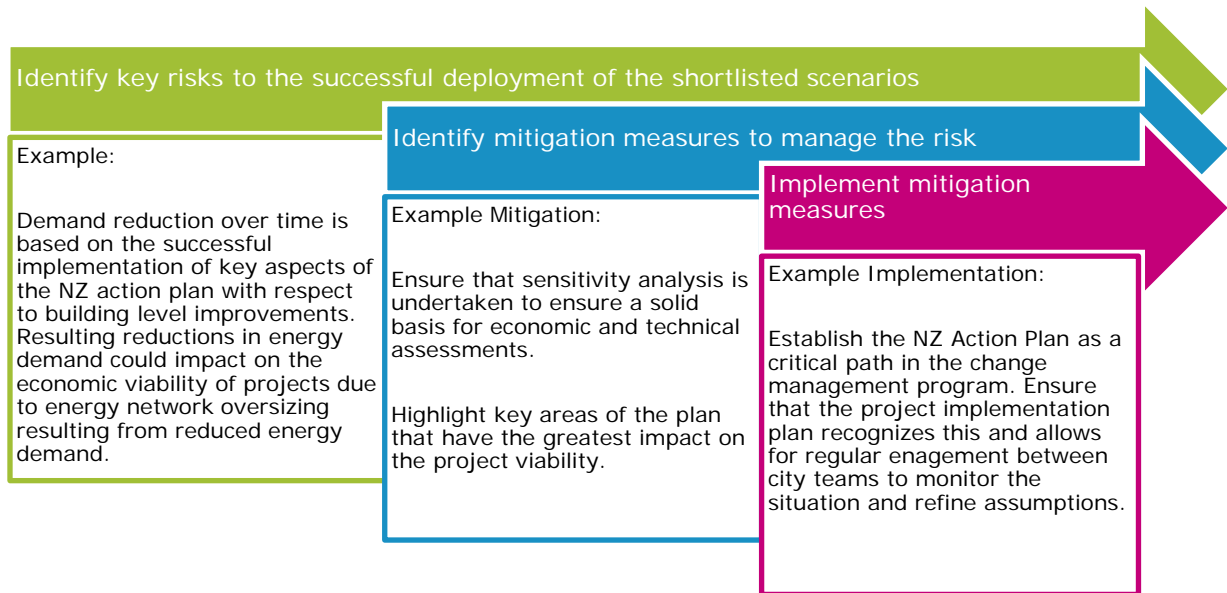 Identify key risks to the successful deployment of the shortlisted scenarios
Example:
Demand reduction over time is
based on the successful
implementation of key aspects of
the NZ action plan with respect
to building level improvements.
Resulting reductions in energy
demand could impact on the
economic viability of projects due
to energy network oversizing
resulting from reduced energy
demand.
Identify mitigation measures to manage the risk
Example Mitigation:
Ensure that sensitivity analysis is
undertaken to ensure a solid
basis for economic and technical
assessments.
Highlight key areas of the plan
that have the greatest impact on
the project viability.
Implement mitigation
measures
Example Implementation:
Establish the NZ Action Plan as a
critical path in the change
management program. Ensure
that the project implementation
plan recognizes this and allows
for regular enagement between
city teams to monitor the
situation and refine assumptions.